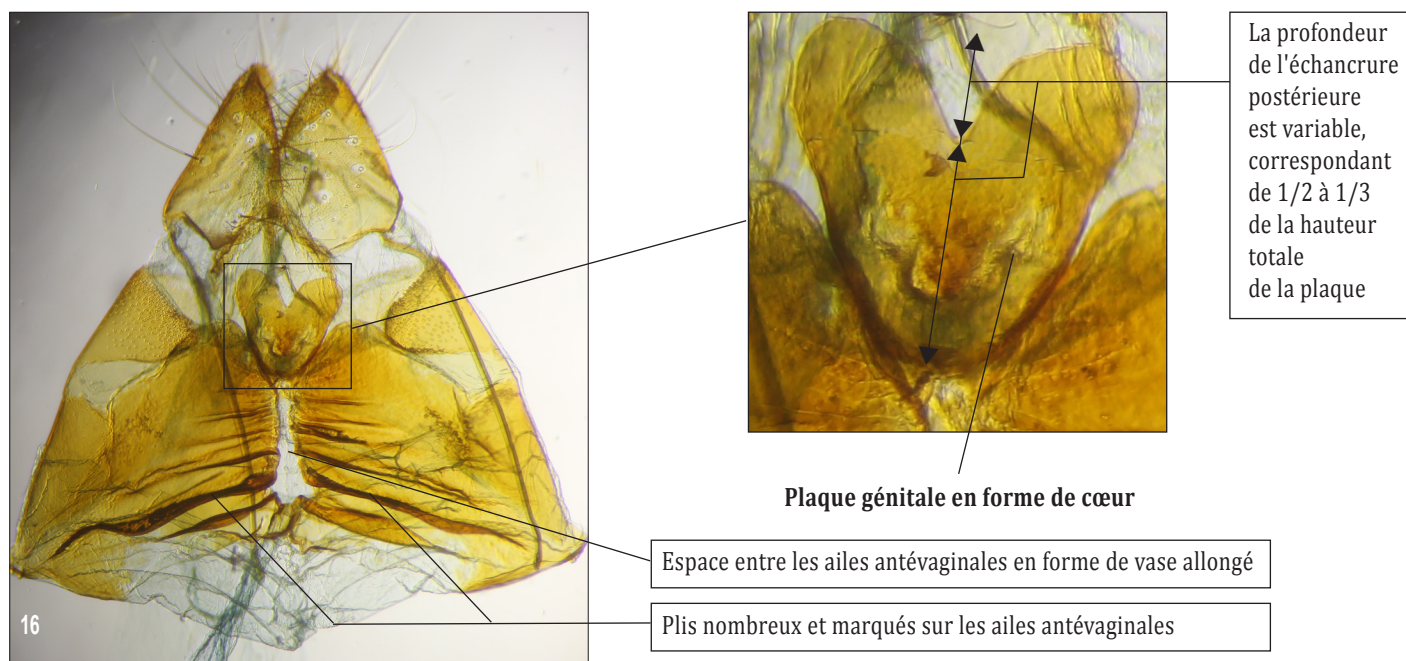 La profondeur
de l'échancrure
postérieure
est variable,
correspondant
de 1/2 à 1/3
de la hauteur
totale
de la plaque
Plaque génitale en forme de cœur
Espace entre les ailes antévaginales en forme de vase allongé
Plis nombreux et marqués sur les ailes antévaginales
16